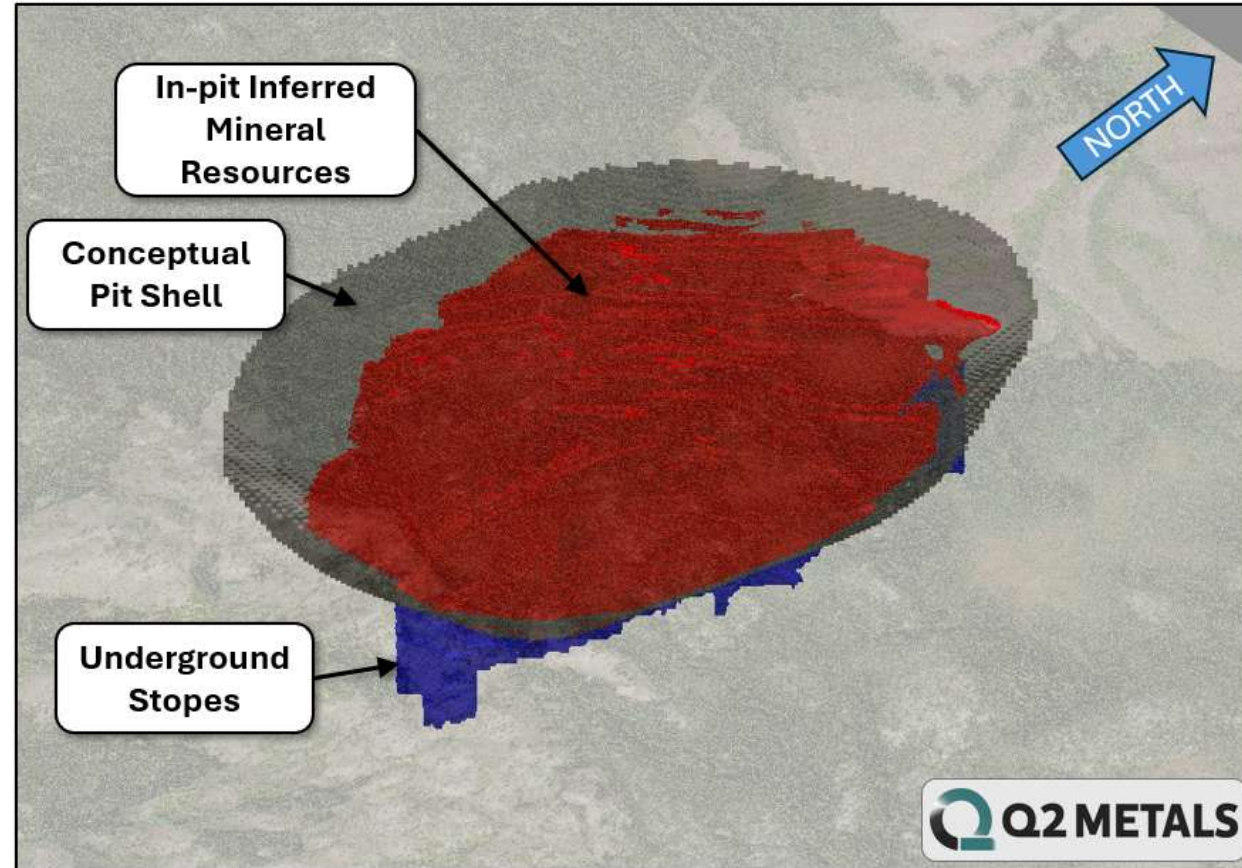 In-pit Inferred
Mineral
Resources
NORTH
Conceptual
Pit Shell
Underground
Stopes
Q2 METALS